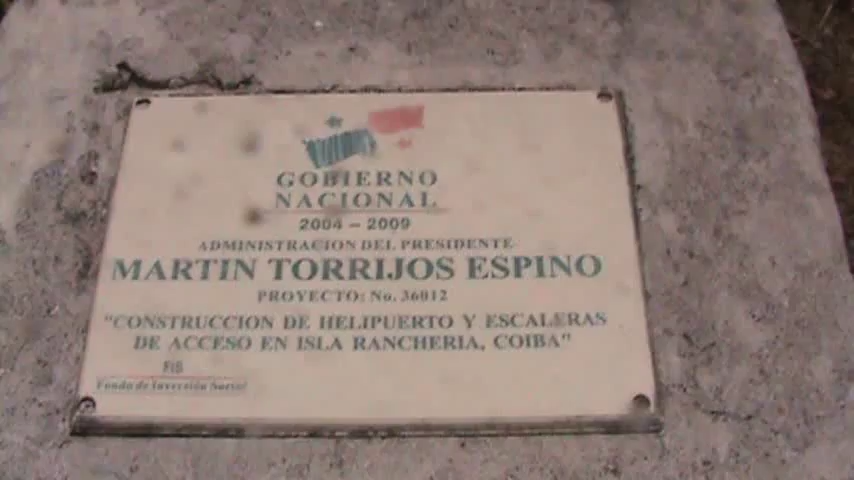 GOBIERNO
NACIONAL
2004 - 2009
ADMINISTRACION DEL PRESIDENTE
MARTIN TORRIJOS ESPINO
PROYECTO: No. 36012
"CONSTRUCCION DE HELIPUERTO Y ESCALERAS
DE ACCESO EN ISLA RANCHERIA, COIBA"
FIS
Fondo de Inversión Social